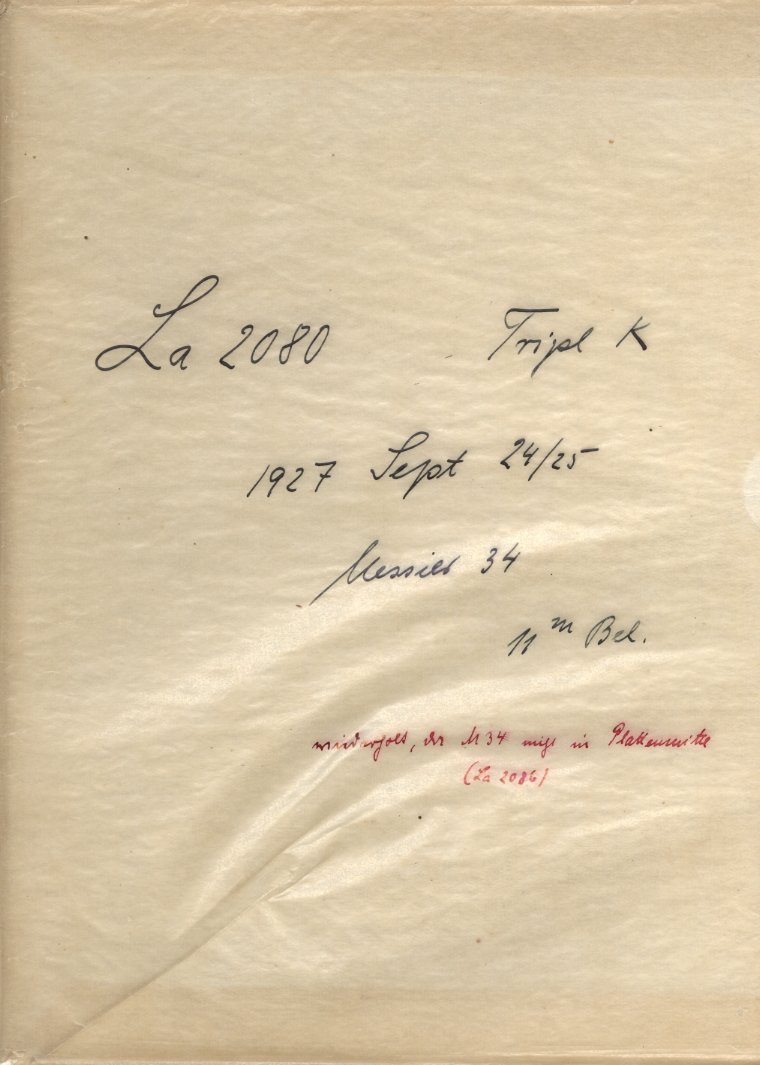 La 2080 Tripl K
1927 Sept 24/25
Messier 34
11m Bel.
wiederholt, da M34 nicht in Plattenmitte
(La 2086)